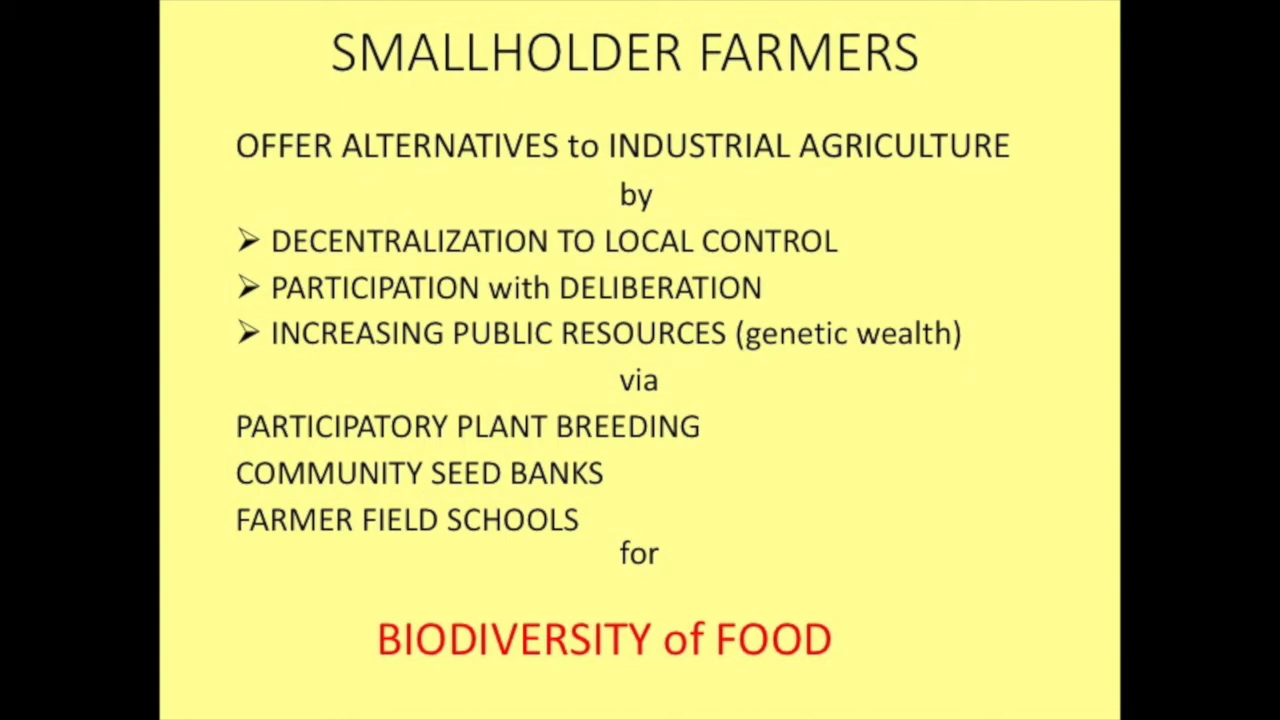 SMALLHOLDER FARMERS
OFFER ALTERNATIVES to INDUSTRIAL AGRICULTURE
by
➢ DECENTRALIZATION TO LOCAL CONTROL
➢ PARTICIPATION with DELIBERATION
➢ INCREASING PUBLIC RESOURCES (genetic wealth)
via
PARTICIPATORY PLANT BREEDING
COMMUNITY SEED BANKS
FARMER FIELD SCHOOLS
for
BIODIVERSITY of FOOD